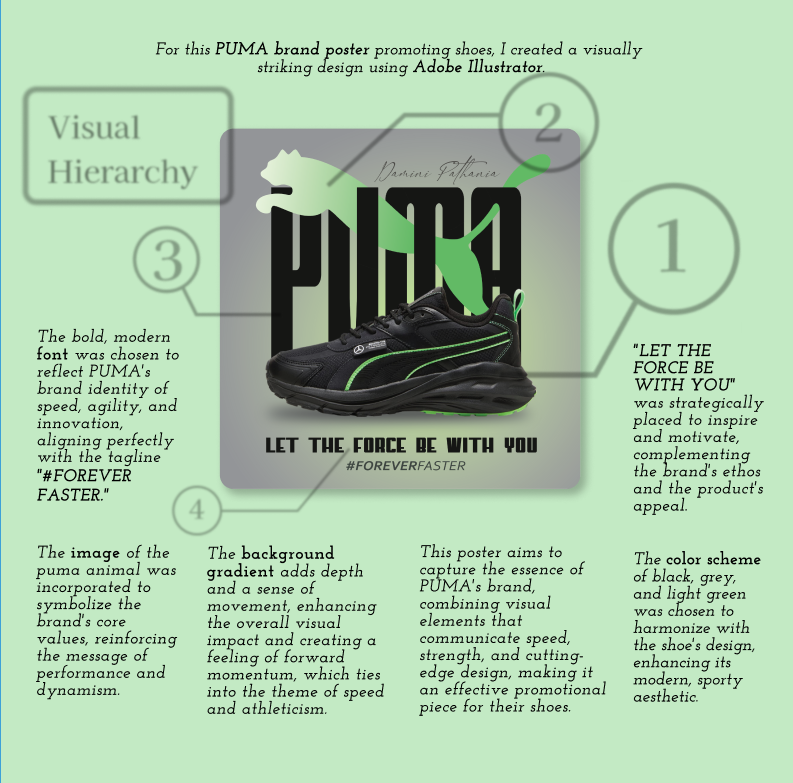 For this PUMA brand poster promoting shoes, I created a visually
striking design using Adobe Illustrator.
Visual
Hierarchy
2
1
3
4
Damini Pathania
PUMA
LET THE FORCE BE WITH YOU
#FOREVERFASTER
The bold, modern
font was chosen to
reflect PUMA's
brand identity of
speed, agility, and
innovation,
aligning perfectly
with the tagline
"#FOREVER
FASTER."
"LET THE
FORCE BE
WITH YOU"
was strategically
placed to inspire
and motivate,
complementing
the brand's ethos
and the product's
appeal.
The image of the
puma animal was
incorporated to
symbolize the
brand's core
values, reinforcing
the message of
performance and
dynamism.
The background
gradient adds depth
and a sense of
movement, enhancing
the overall visual
impact and creating a
feeling of forward
momentum, which ties
into the theme of speed
and athleticism.
This poster aims to
capture the essence of
PUMA's brand,
combining visual
elements that
communicate speed,
strength, and cutting-
edge design, making it
an effective promotional
piece for their shoes.
The color scheme
of black, grey,
and light green
was chosen to
harmonize with
the shoe's design,
enhancing its
modern, sporty
aesthetic.